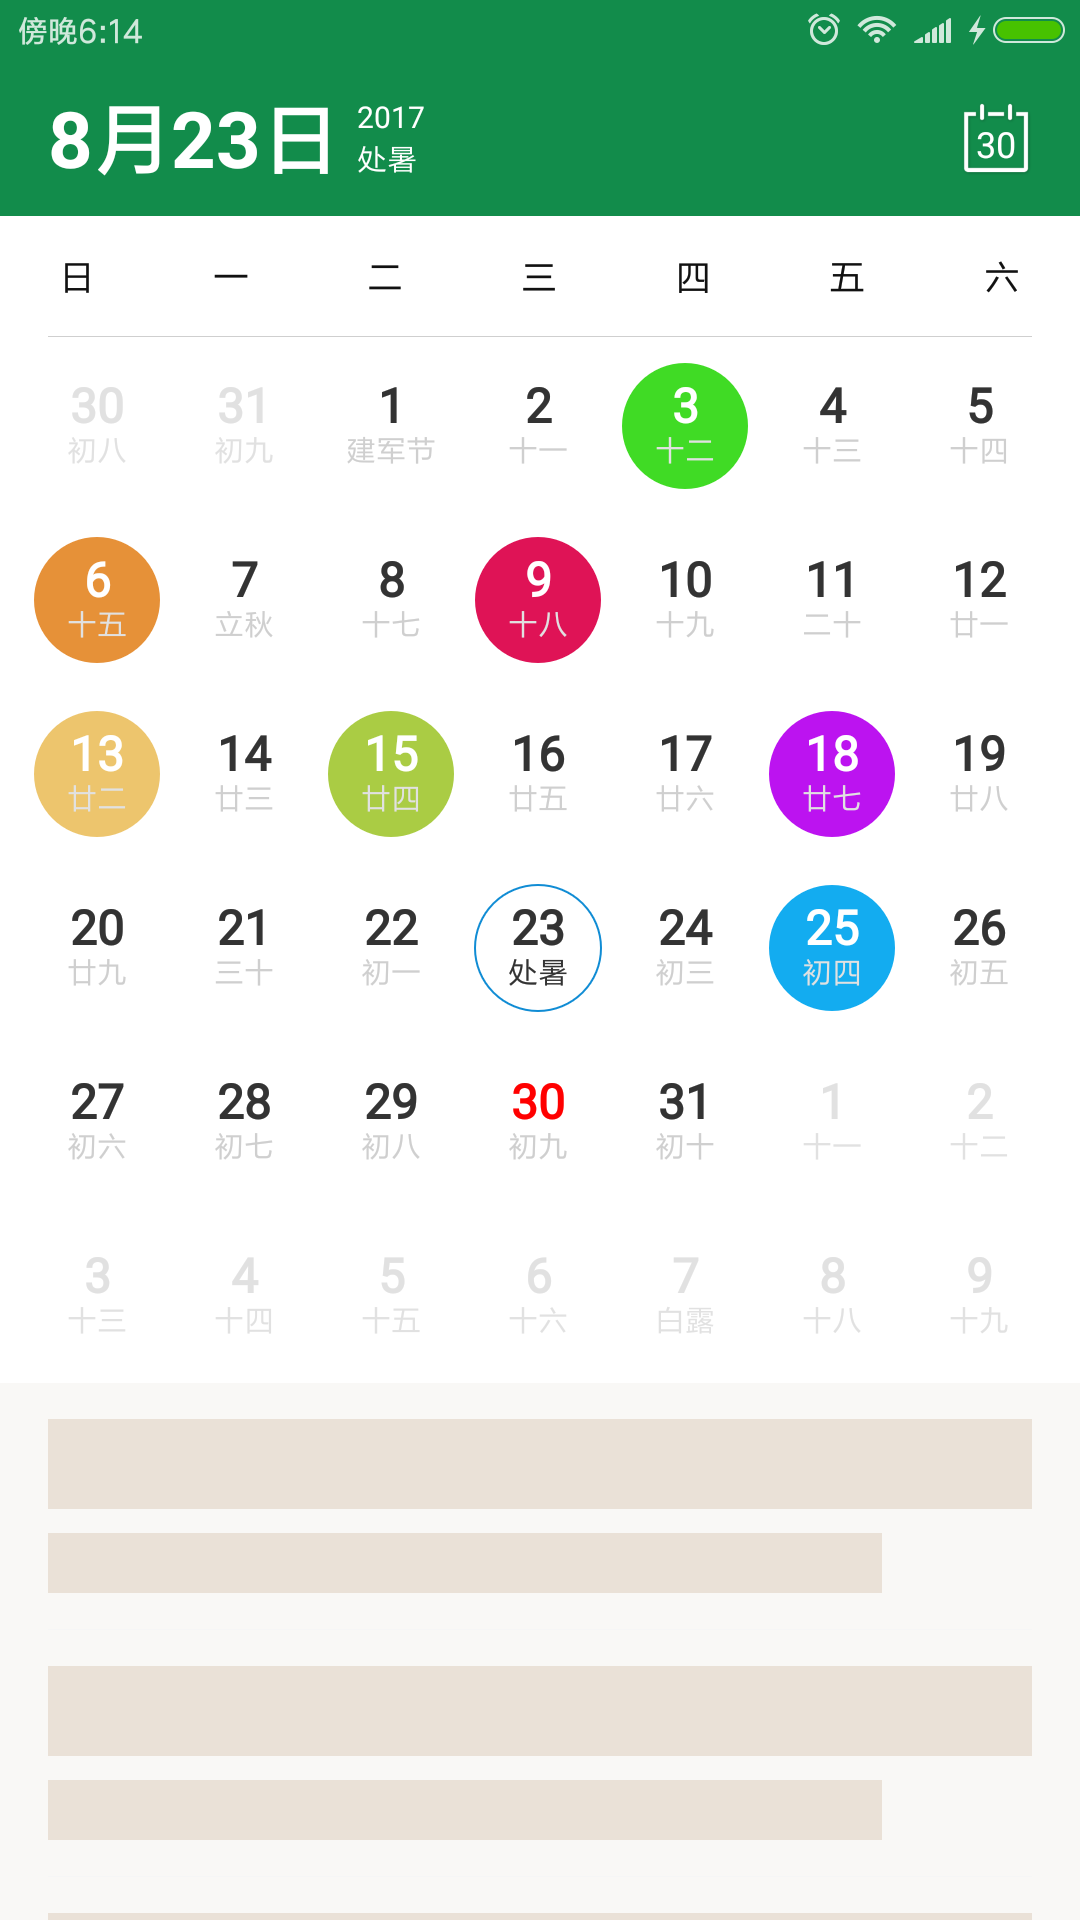 傍晚6:14
8月23日
2017
处暑
30
日 一 二 三 四 五 六
30 31 1 2 3 4 5
初八 初九 建军节 十一 十二 十三 十四
6 7 8 9 10 11 12
十五 立秋 十七 十八 十九 二十 廿一
13 14 15 16 17 18 19
廿二 廿三 廿四 廿五 廿六 廿七 廿八
20 21 22 23 24 25 26
廿九 三十 初一 处暑 初三 初四 初五
27 28 29 30 31 1 2
初六 初七 初八 初九 初十 十一 十二
3 4 5 6 7 8 9
十三 十四 十五 十六 白露 十八 十九